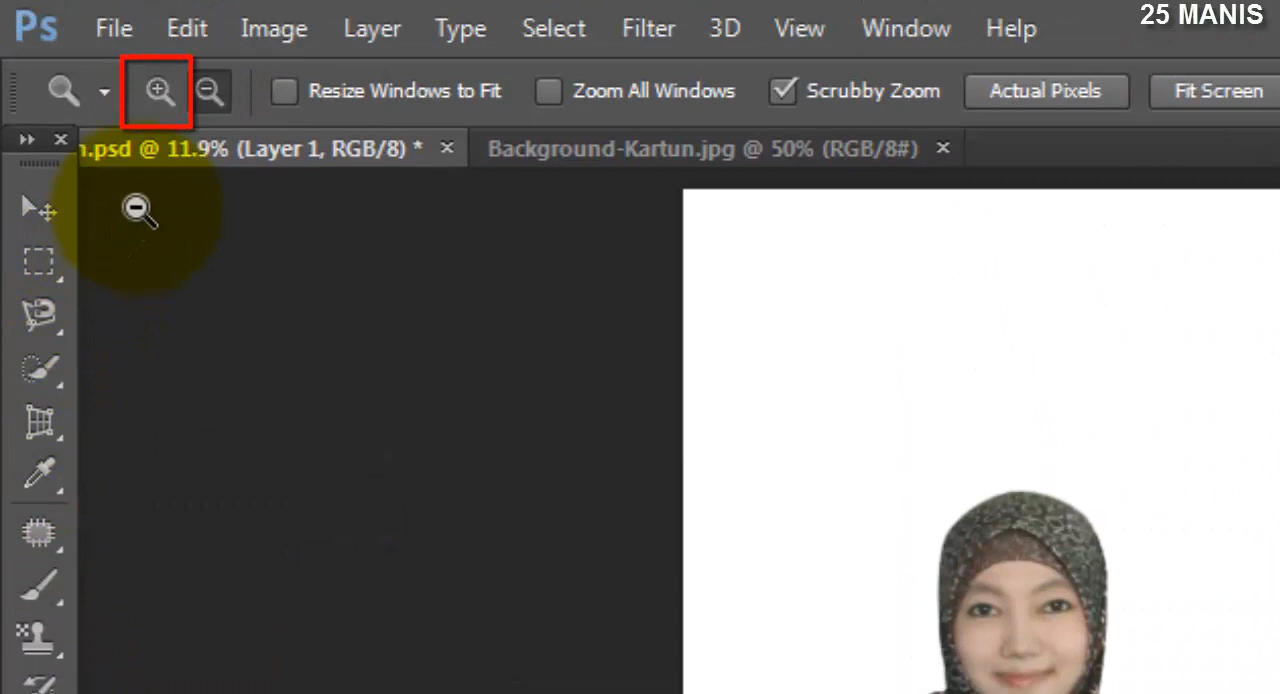 25 MANIS
Ps File Edit Image Layer Type Select Filter 3D View Window Help
Resize Windows to Fit Zoom All Windows Scrubby Zoom Actual Pixels Fit Screen
.psd @ 11.9% (Layer 1, RGB/8) * × Background-Kartun.jpg @ 50% (RGB/8#) ×